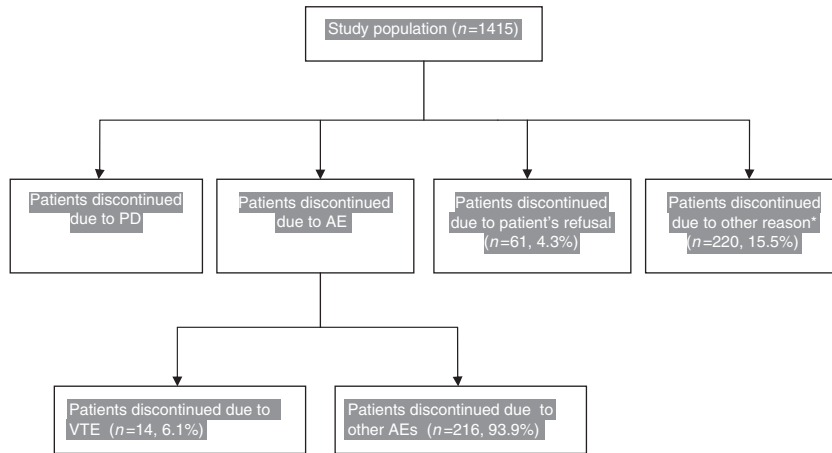 Study population (n=1415)
Patients discontinued
due to PD
Patients discontinued
due to AE
Patients discontinued
due to patient's refusal
(n=61, 4.3%)
Patients discontinued
due to other reason*
(n=220, 15.5%)
Patients discontinued due to
VTE (n=14, 6.1%)
Patients discontinued due to
other AEs (n=216, 93.9%)